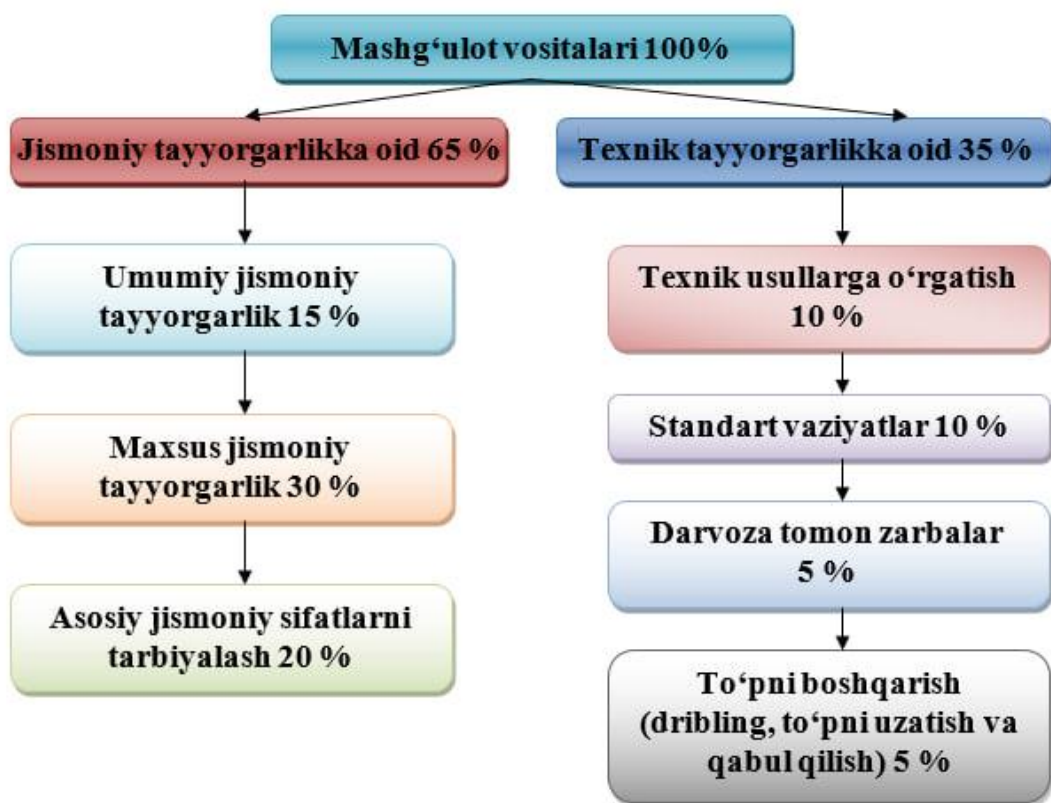 Mashg‘ulot vositalari 100%
Jismoniy tayyorgarlikka oid 65 %
Texnik tayyorgarlikka oid 35 %
Umumiy jismoniy
tayyorgarlik 15 %
Texnik usullarga o‘rgatish
10 %
Maxsus jismoniy
tayyorgarlik 30 %
Standart vaziyatlar 10 %
Darvoza tomon zarbalar
5 %
Asosiy jismoniy sifatlarni
tarbiyalash 20 %
To‘pni boshqarish
(dribling, to‘pni uzatish va
qabul qilish) 5 %